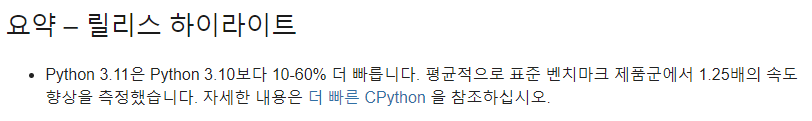 요약 – 릴리스 하이라이트
• Python 3.11은 Python 3.10보다 10-60% 더 빠릅니다. 평균적으로 표준 벤치마크 제품군에서 1.25배의 속도
향상을 측정했습니다. 자세한 내용은 더 빠른 CPython 을 참조하십시오.